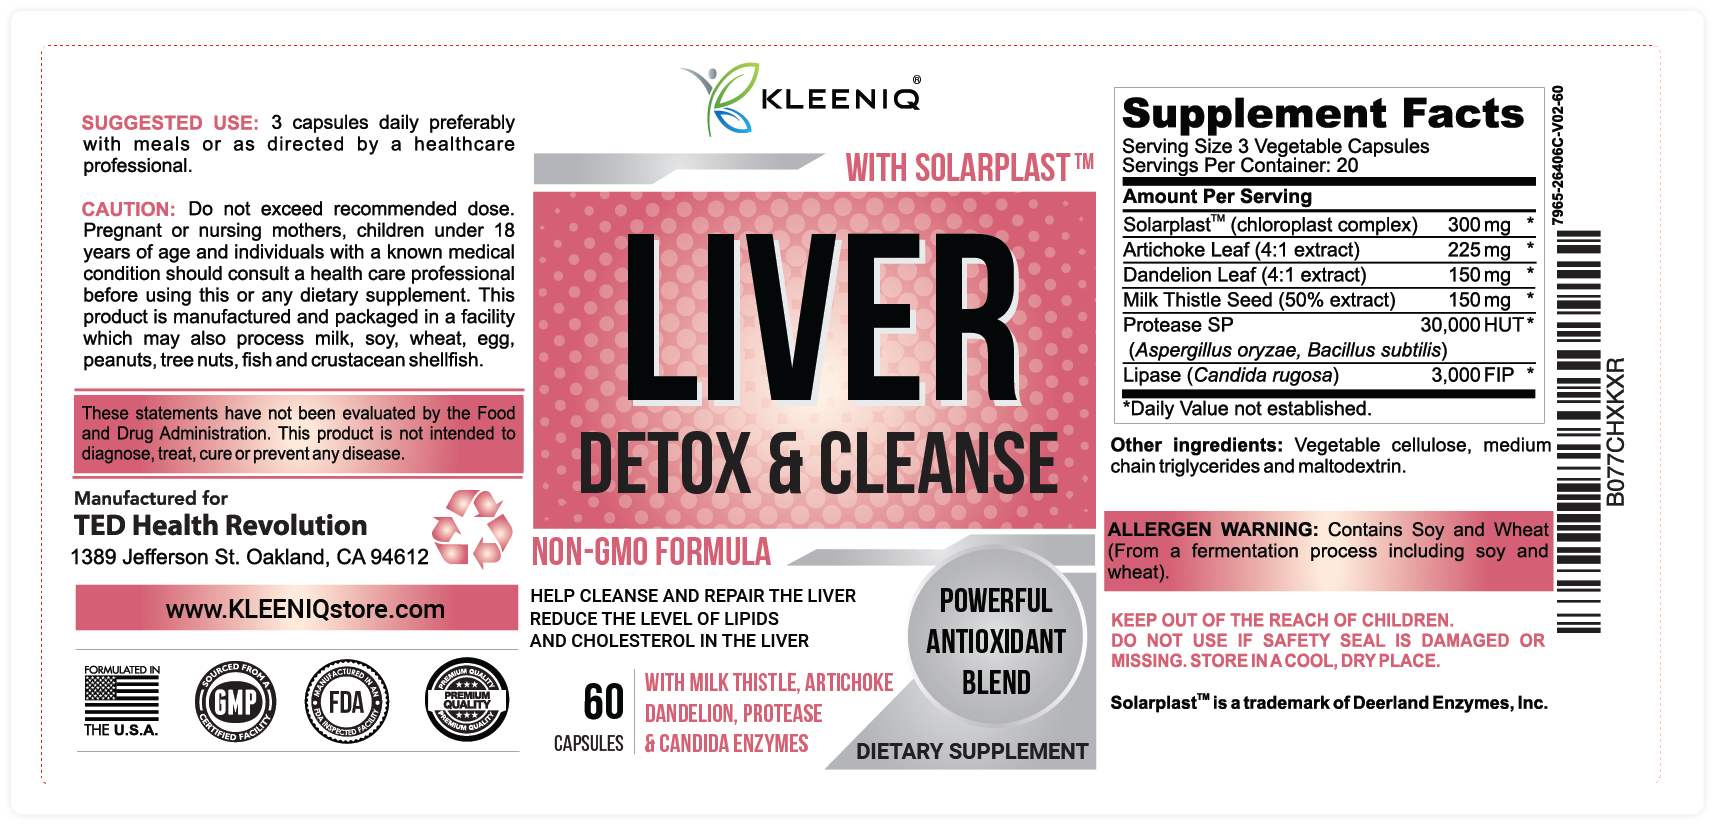 SUGGESTED USE: 3 capsules daily preferably
with meals or as directed by a healthcare
professional.
CAUTION: Do not exceed recommended dose.
Pregnant or nursing mothers, children under 18
years of age and individuals with a known medical
condition should consult a health care professional
before using this or any dietary supplement. This
product is manufactured and packaged in a facility
which may also process milk, soy, wheat, egg,
peanuts, tree nuts, fish and crustacean shellfish.
These statements have not been evaluated by the Food
and Drug Administration. This product is not intended to
diagnose, treat, cure or prevent any disease.
Manufactured for
TED Health Revolution
1389 Jefferson St. Oakland, CA 94612
www.KLEENIQstore.com
FORMULATED IN
THE U.S.A.
SOURCED FROM A
GMP
CERTIFIED FACILITY
MANUFACTURED IN AN
FDA
FDA INSPECTED FACILITY
PREMIUM QUALITY
PREMIUM
QUALITY
PREMIUM QUALITY
KLEENIQ®
WITH SOLARPLAST™
LIVER
DETOX & CLEANSE
NON-GMO FORMULA
HELP CLEANSE AND REPAIR THE LIVER
REDUCE THE LEVEL OF LIPIDS
AND CHOLESTEROL IN THE LIVER
60
CAPSULES
WITH MILK THISTLE, ARTICHOKE
DANDELION, PROTEASE
& CANDIDA ENZYMES
POWERFUL
ANTIOXIDANT
BLEND
DIETARY SUPPLEMENT
Supplement Facts
Serving Size 3 Vegetable Capsules
Servings Per Container: 20
Amount Per Serving
Solarplast™ (chloroplast complex) 300 mg *
Artichoke Leaf (4:1 extract) 225 mg *
Dandelion Leaf (4:1 extract) 150 mg *
Milk Thistle Seed (50% extract) 150 mg *
Protease SP 30,000 HUT *
(Aspergillus oryzae, Bacillus subtilis)
Lipase (Candida rugosa) 3,000 FIP *
*Daily Value not established.
Other ingredients: Vegetable cellulose, medium
chain triglycerides and maltodextrin.
ALLERGEN WARNING: Contains Soy and Wheat
(From a fermentation process including soy and
wheat).
KEEP OUT OF THE REACH OF CHILDREN.
DO NOT USE IF SAFETY SEAL IS DAMAGED OR
MISSING. STORE IN A COOL, DRY PLACE.
Solarplast™ is a trademark of Deerland Enzymes, Inc.
7965-26406C-V02-60
B077CHXKXR